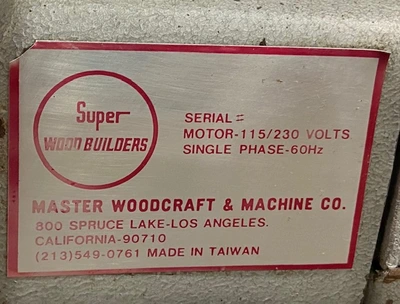 Super
WOOD BUILDERS
SERIAL=
MOTOR-115/230 VOLTS
SINGLE PHASE-60Hz
MASTER WOODCRAFT & MACHINE CO.
800 SPRUCE LAKE-LOS ANGELES.
CALIFORNIA-90710
(213)549-0761 MADE IN TAIWAN